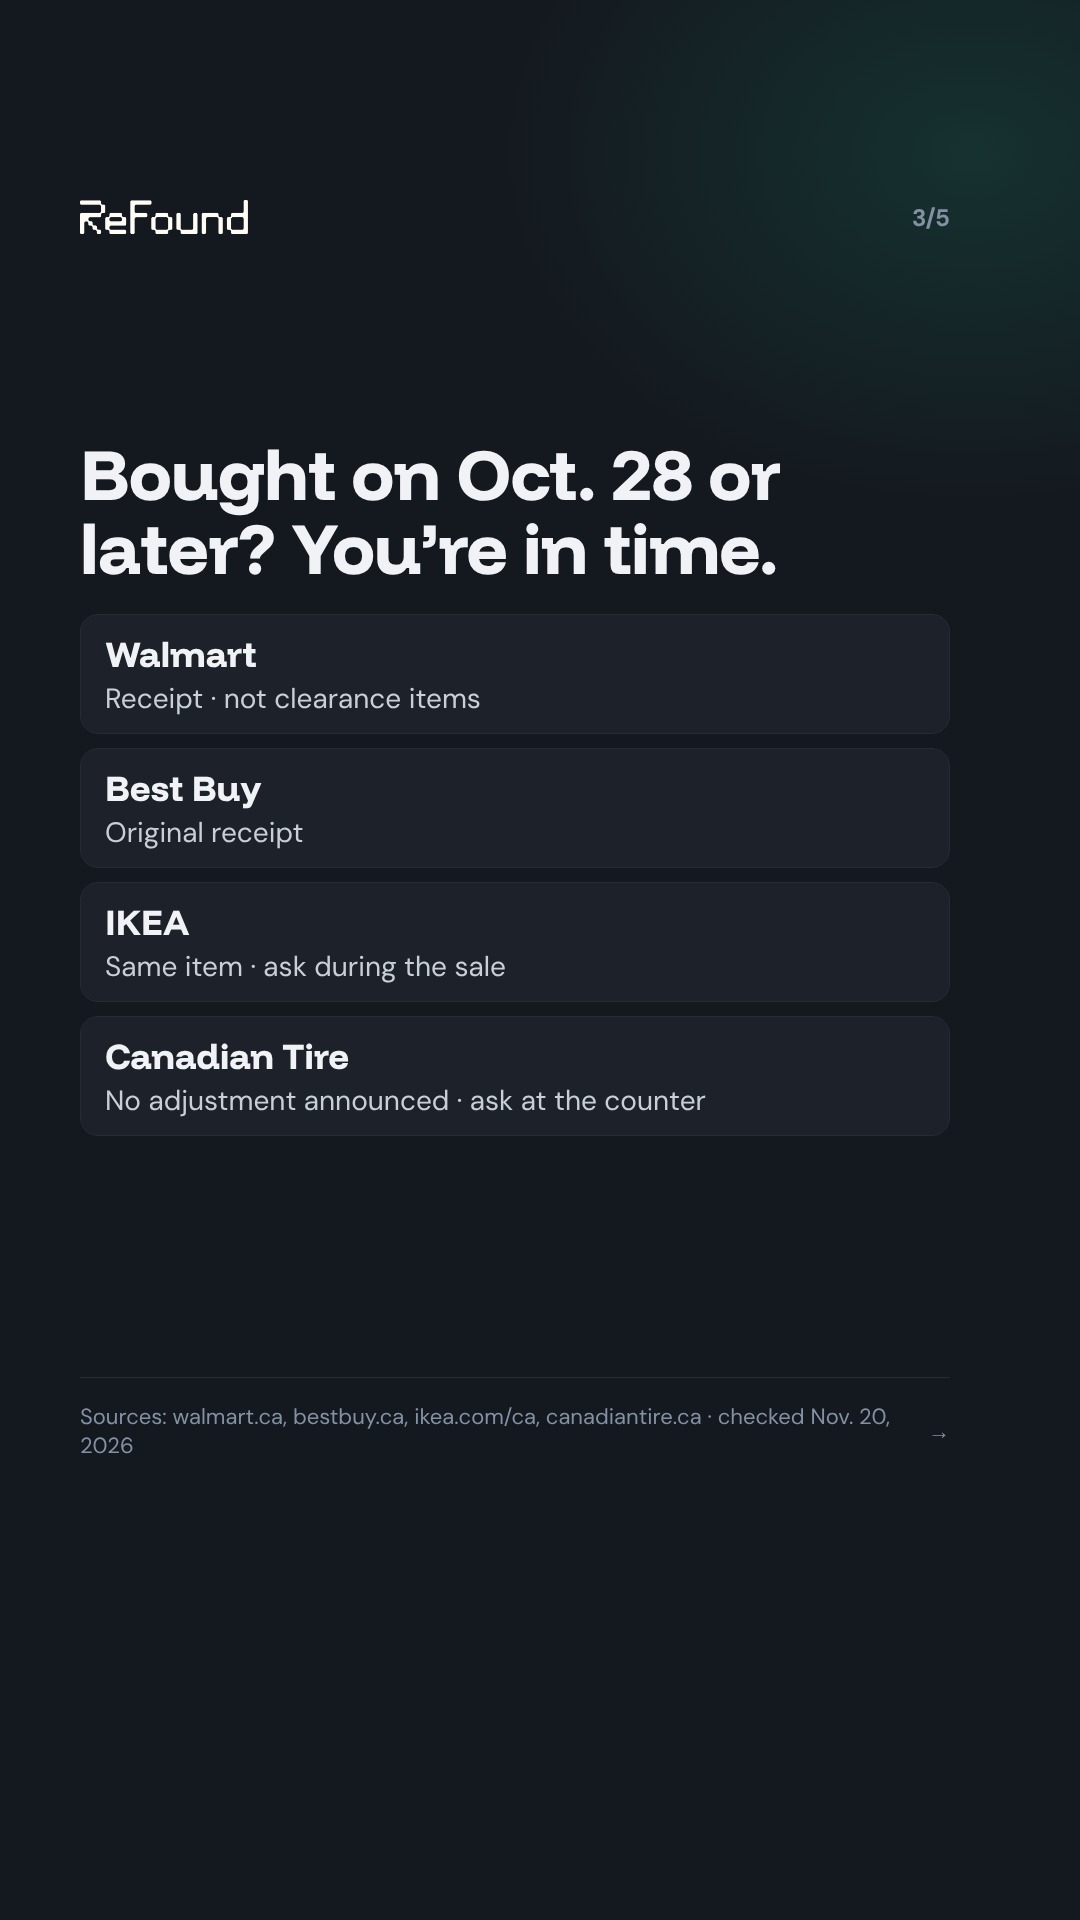 ReFound
3/5
Bought on Oct. 28 or
later? You’re in time.
Walmart
Receipt · not clearance items
Best Buy
Original receipt
IKEA
Same item · ask during the sale
Canadian Tire
No adjustment announced · ask at the counter
Sources: walmart.ca, bestbuy.ca, ikea.com/ca, canadiantire.ca · checked Nov. 20,
2026
→